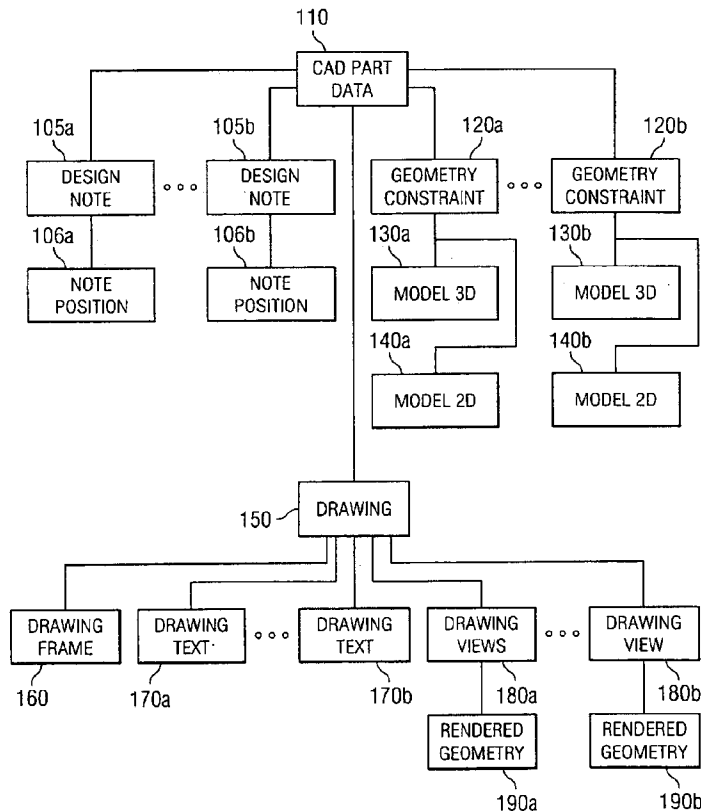 110
CAD PART
DATA
105a
105b
120a
120b
DESIGN
NOTE
DESIGN
NOTE
GEOMETRY
CONSTRAINT
GEOMETRY
CONSTRAINT
106a
106b
130a
130b
NOTE
POSITION
NOTE
POSITION
MODEL 3D
MODEL 3D
140a
140b
MODEL 2D
MODEL 2D
150
DRAWING
DRAWING
FRAME
DRAWING
TEXT
DRAWING
TEXT
DRAWING
VIEWS
DRAWING
VIEW
160
170a
170b
180a
180b
RENDERED
GEOMETRY
RENDERED
GEOMETRY
190a
190b